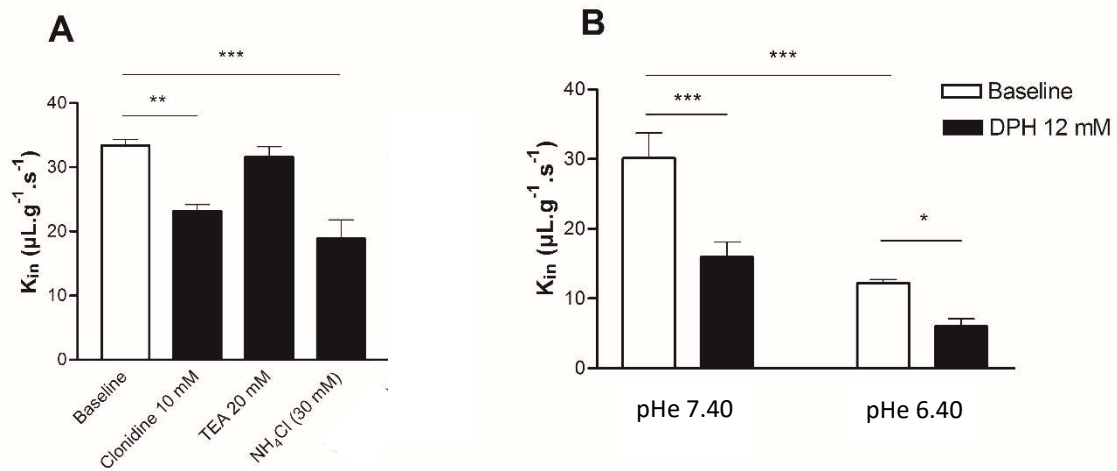 A
***
**
40
30
20
10
0
Kin (µL.g-1.s-1)
Baseline
Clonidine 10 mM
TEA 20 mM
NH4Cl (30 mM)
B
***
***
*
40
30
20
10
0
Kin (µL.g-1.s-1)
pHe 7.40
pHe 6.40
Baseline
DPH 12 mM